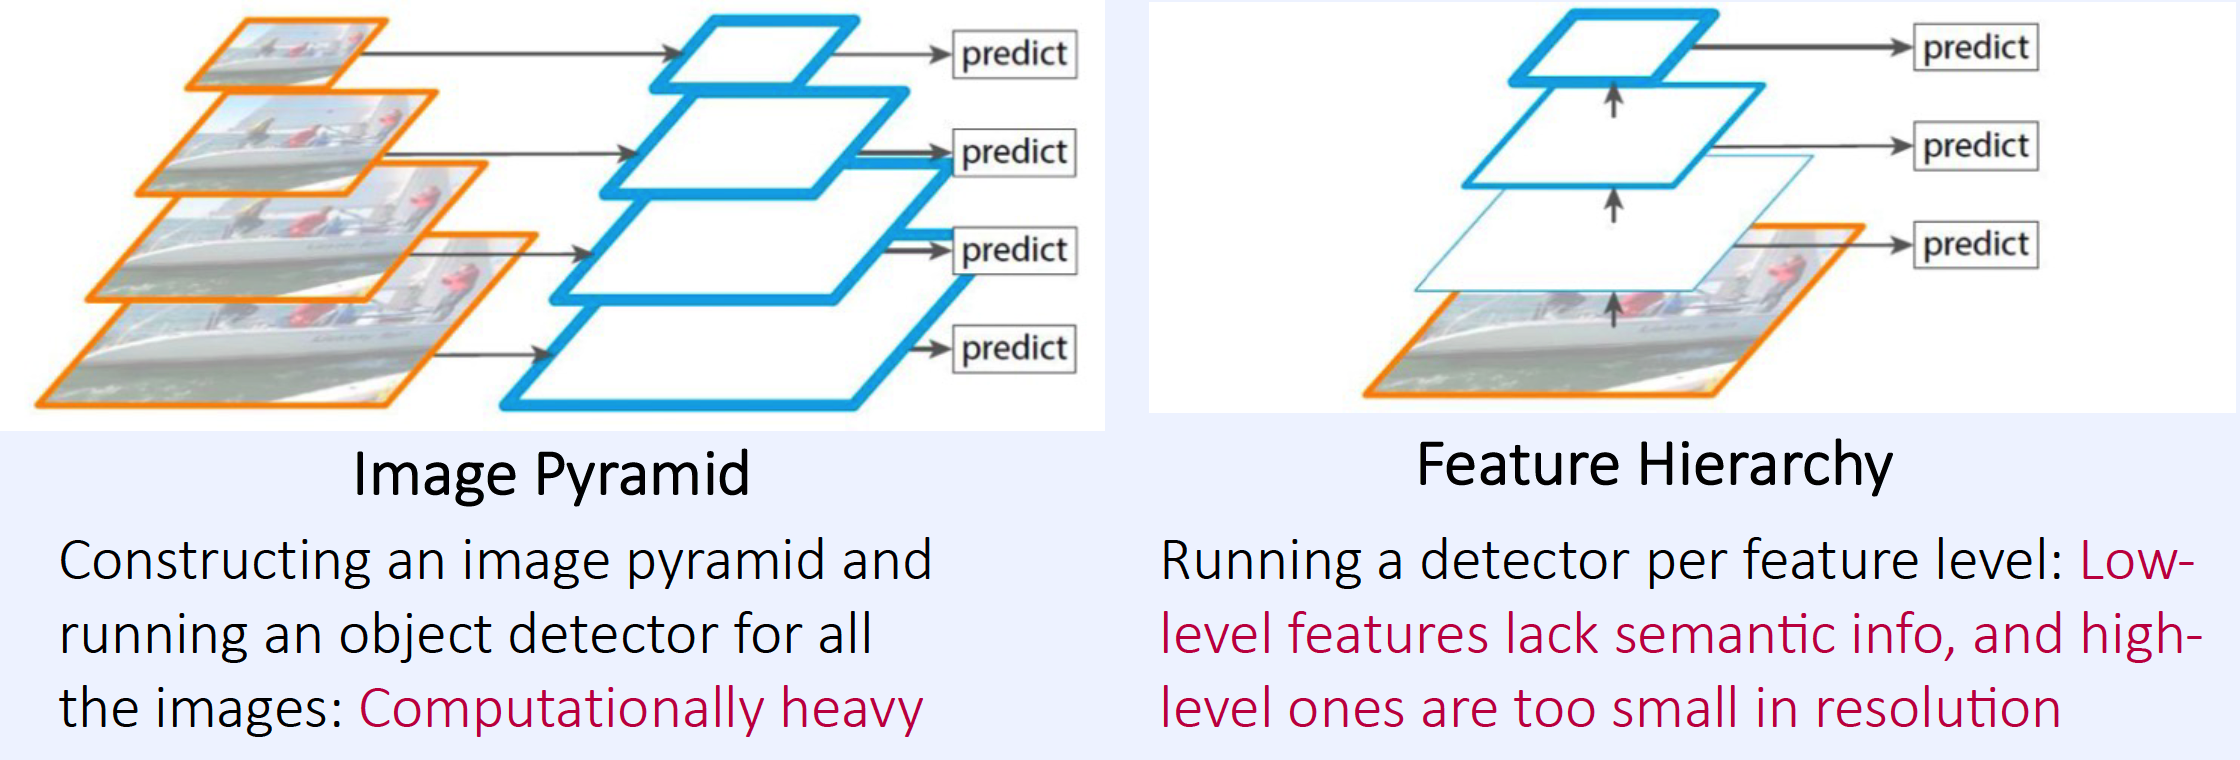 predict
predict
predict
predict
Image Pyramid
Constructing an image pyramid and
running an object detector for all
the images: Computationally heavy
predict
predict
predict
Feature Hierarchy
Running a detector per feature level: Low-
level features lack semantic info, and high-
level ones are too small in resolution